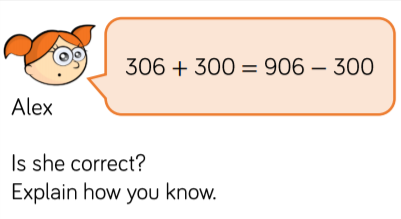 306 + 300 = 906 – 300
Alex
Is she correct?
Explain how you know.